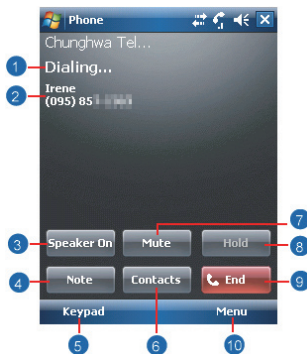 Phone
Chunghwa Tel...
1 Dialing...
2 Irene
(095) 85
7
3 Speaker On Mute Hold 8
4 Note Contacts End 9
Keypad Menu
5 6 10